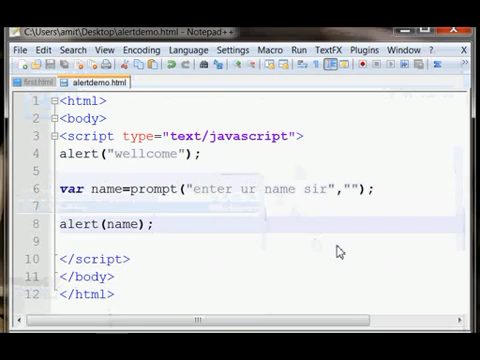 C:\Users\amit\Desktop\alertdemo.html - Notepad++
File Edit Search View Encoding Language Settings Macro Run TextFX Plugins Window ? X
first.html alertdemo.html
1 <html>
2 <body>
3 <script type="text/javascript">
4 alert("wellcome");
5
6 var name=prompt("enter ur name sir","");
7
8 alert(name);
9
10 </script>
11 </body>
12 </html>